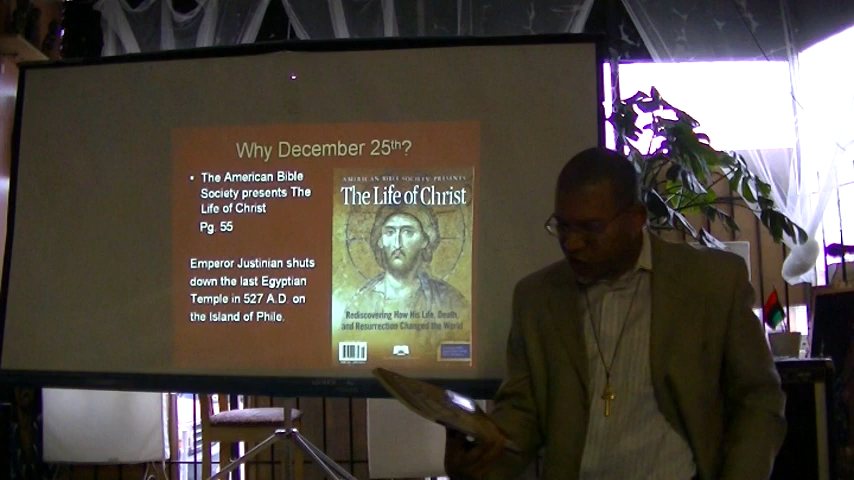 Why December 25th?
• The American Bible
Society presents The
Life of Christ
Pg. 55
Emperor Justinian shuts
down the last Egyptian
Temple in 527 A.D. on
the Island of Phile.
AMERICAN BIBLE SOCIETY PRESENTS
The Life of Christ
Rediscovering How His Life, Death,
and Resurrection Changed the World